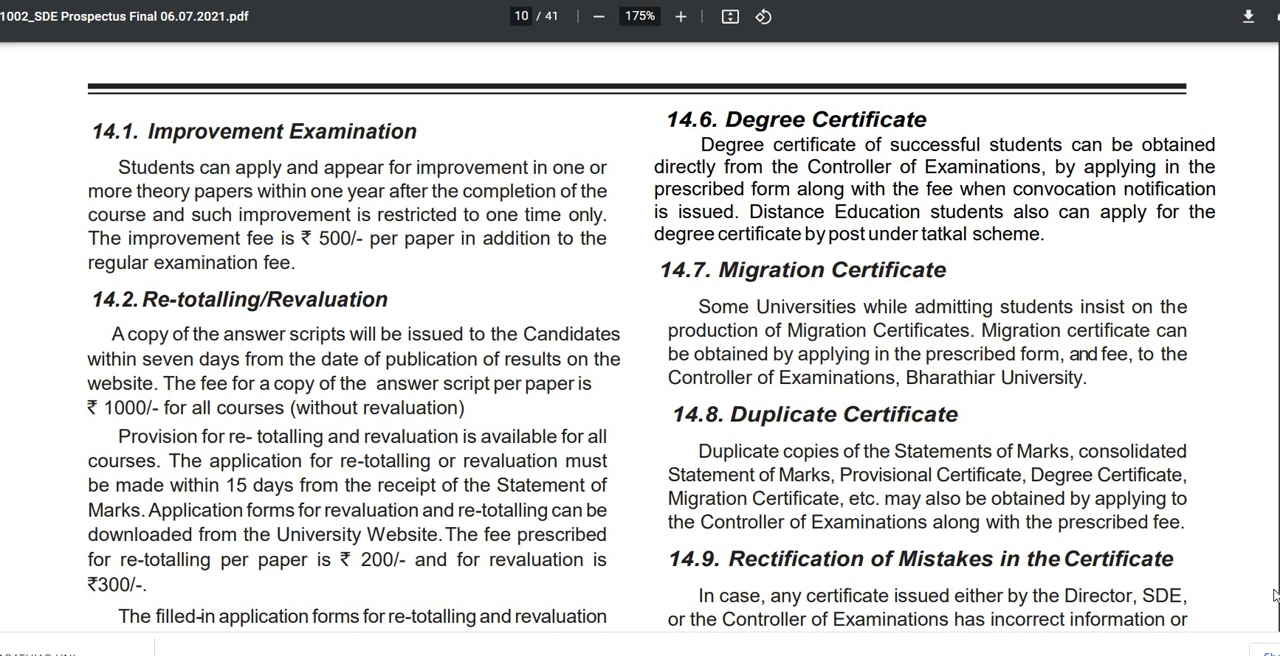 1002_SDE Prospectus Final 06.07.2021.pdf
10 / 41
175%
14.1. Improvement Examination
Students can apply and appear for improvement in one or
more theory papers within one year after the completion of the
course and such improvement is restricted to one time only.
The improvement fee is ₹ 500/- per paper in addition to the
regular examination fee.
14.2. Re-totalling/Revaluation
A copy of the answer scripts will be issued to the Candidates
within seven days from the date of publication of results on the
website. The fee for a copy of the answer script per paper is
₹ 1000/- for all courses (without revaluation)
Provision for re- totalling and revaluation is available for all
courses. The application for re-totalling or revaluation must
be made within 15 days from the receipt of the Statement of
Marks. Application forms for revaluation and re-totalling can be
downloaded from the University Website. The fee prescribed
for re-totalling per paper is ₹ 200/- and for revaluation is
₹300/-.
The filled-in application forms for re-totalling and revaluation
14.6. Degree Certificate
Degree certificate of successful students can be obtained
directly from the Controller of Examinations, by applying in the
prescribed form along with the fee when convocation notification
is issued. Distance Education students also can apply for the
degree certificate by post under tatkal scheme.
14.7. Migration Certificate
Some Universities while admitting students insist on the
production of Migration Certificates. Migration certificate can
be obtained by applying in the prescribed form, and fee, to the
Controller of Examinations, Bharathiar University.
14.8. Duplicate Certificate
Duplicate copies of the Statements of Marks, consolidated
Statement of Marks, Provisional Certificate, Degree Certificate,
Migration Certificate, etc. may also be obtained by applying to
the Controller of Examinations along with the prescribed fee.
14.9. Rectification of Mistakes in the Certificate
In case, any certificate issued either by the Director, SDE,
or the Controller of Examinations has incorrect information or